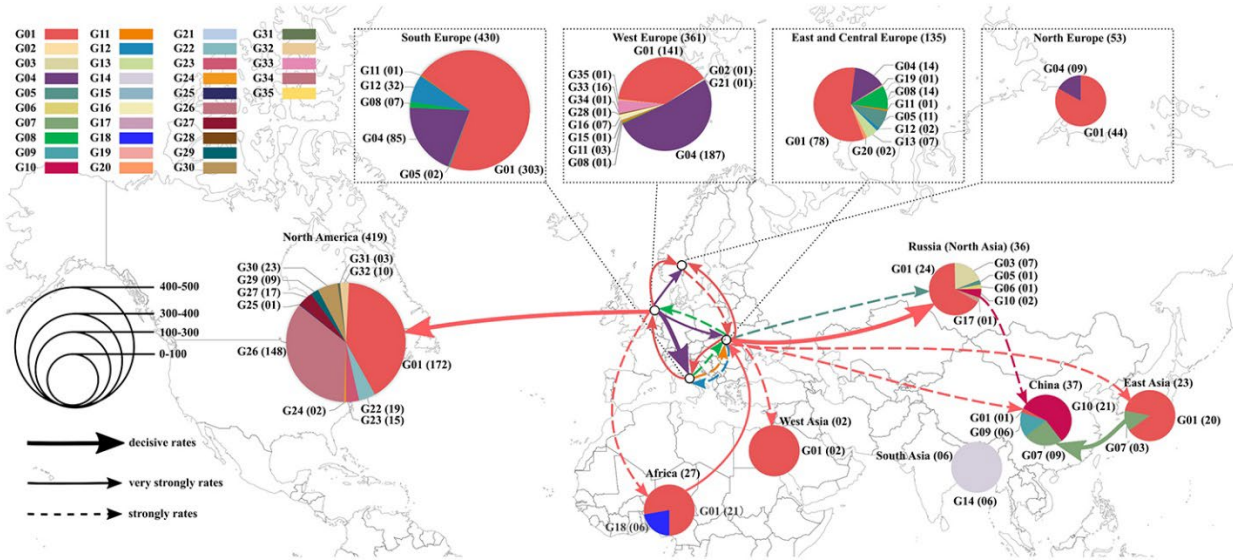 G01
G02
G03
G04
G05
G06
G07
G08
G09
G10
G11
G12
G13
G14
G15
G16
G17
G18
G19
G20
G21
G22
G23
G24
G25
G26
G27
G28
G29
G30
G31
G32
G33
G34
G35
South Europe (430)
G11 (01)
G12 (32)
G08 (07)
G04 (85)
G05 (02)
G01 (303)
West Europe (361)
G01 (141)
G02 (01)
G21 (01)
G35 (01)
G33 (16)
G34 (01)
G28 (01)
G16 (07)
G15 (01)
G11 (03)
G08 (01)
G04 (187)
East and Central Europe (135)
G04 (14)
G19 (01)
G08 (14)
G11 (01)
G05 (11)
G12 (02)
G13 (07)
G20 (02)
G01 (78)
North Europe (53)
G04 (09)
G01 (44)
North America (419)
G31 (03)
G32 (10)
G30 (23)
G29 (09)
G27 (17)
G25 (01)
G26 (148)
G24 (02)
G01 (172)
G22 (19)
G23 (15)
400-500
300-400
100-300
0-100
decisive rates
very strongly rates
strongly rates
Russia (North Asia) (36)
G01 (24)
G03 (07)
G05 (01)
G06 (01)
G10 (02)
G17 (01)
China (37)
G10 (21)
G01 (01)
G09 (06)
G07 (09)
East Asia (23)
G01 (20)
G07 (03)
West Asia (02)
G01 (02)
South Asia (06)
G14 (06)
Africa (27)
G01 (21)
G18 (06)